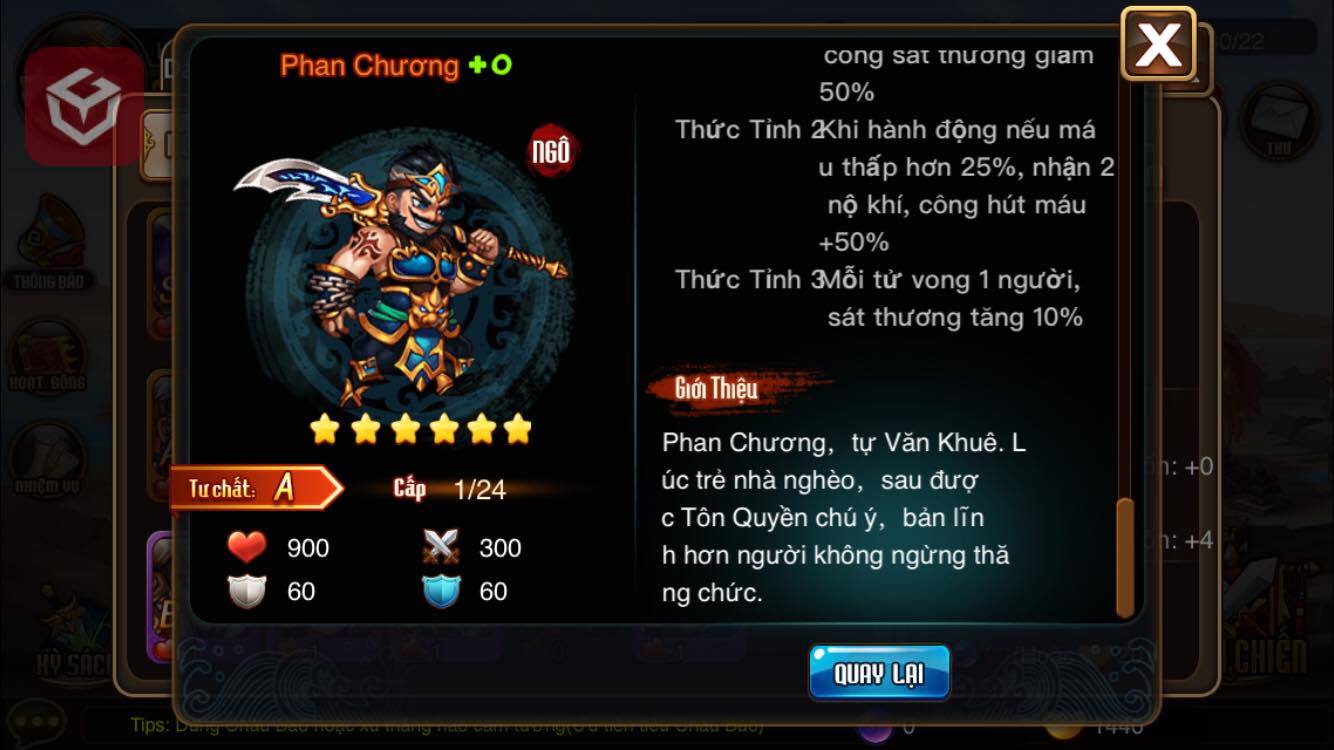 Phan Chương +0
NGÔ
Tư chất: A
Cấp 1/24
900
300
60
60
công sát thương giảm
50%
Thức Tỉnh 2 Khi hành động nếu má
u thấp hơn 25%, nhận 2
nộ khí, công hút máu
+50%
Thức Tỉnh 3 Mỗi tử vong 1 người,
sát thương tăng 10%
Giới Thiệu
Phan Chương, tự Văn Khuê. L
úc trẻ nhà nghèo, sau đượ
c Tôn Quyền chú ý, bản lĩn
h hơn người không ngừng thă
ng chức.
QUAY LẠI
X
0/22
THƯ
THÔNG BÁO
HOẠT ĐỘNG
NHIỆM VỤ
: +0
: +4
CHIẾN
Tips:
0
1440